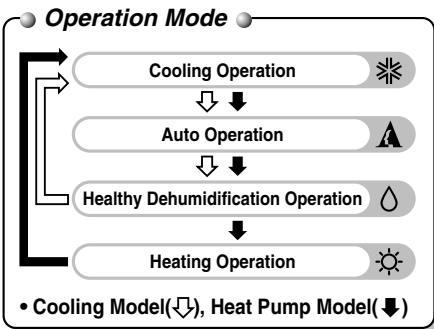 Operation Mode
Cooling Operation
Auto Operation
Healthy Dehumidification Operation
Heating Operation
• Cooling Model(⇩), Heat Pump Model(⬇)